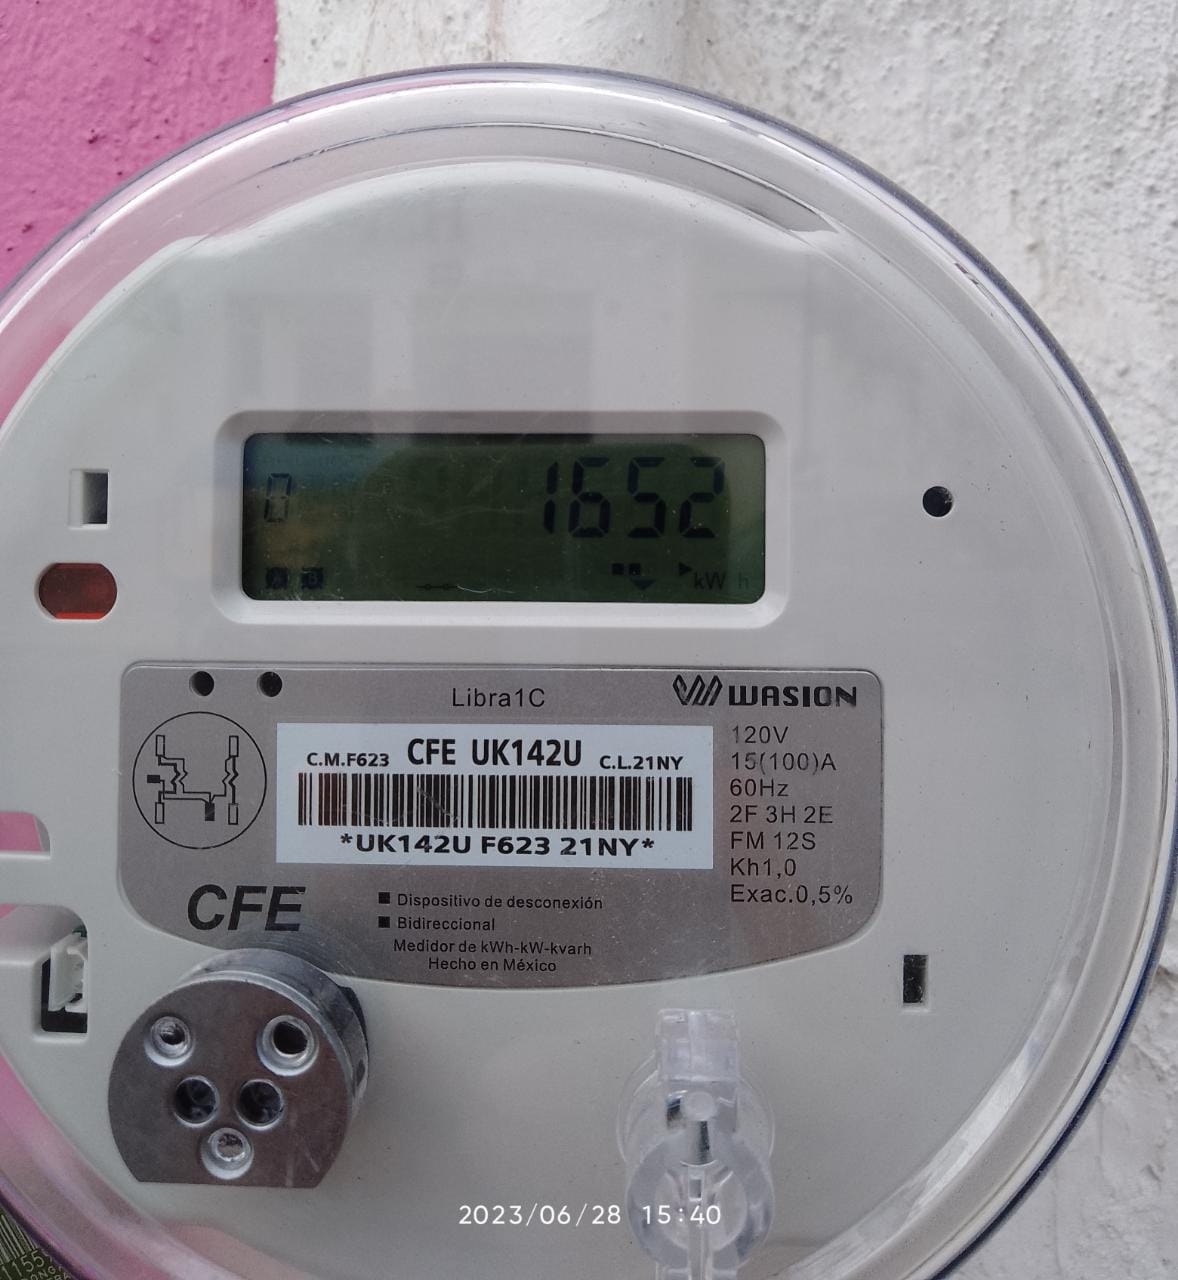 0 1652
A B kW h
Libra1C
WASION
C.M.F623 CFE UK142U C.L.21NY
*UK142U F623 21NY*
120V
15(100)A
60Hz
2F 3H 2E
FM 12S
Kh1,0
Exac.0,5%
CFE
Dispositivo de desconexión
Bidireccional
Medidor de kWh-kW-kvarh
Hecho en México
2023/06/28 15:40